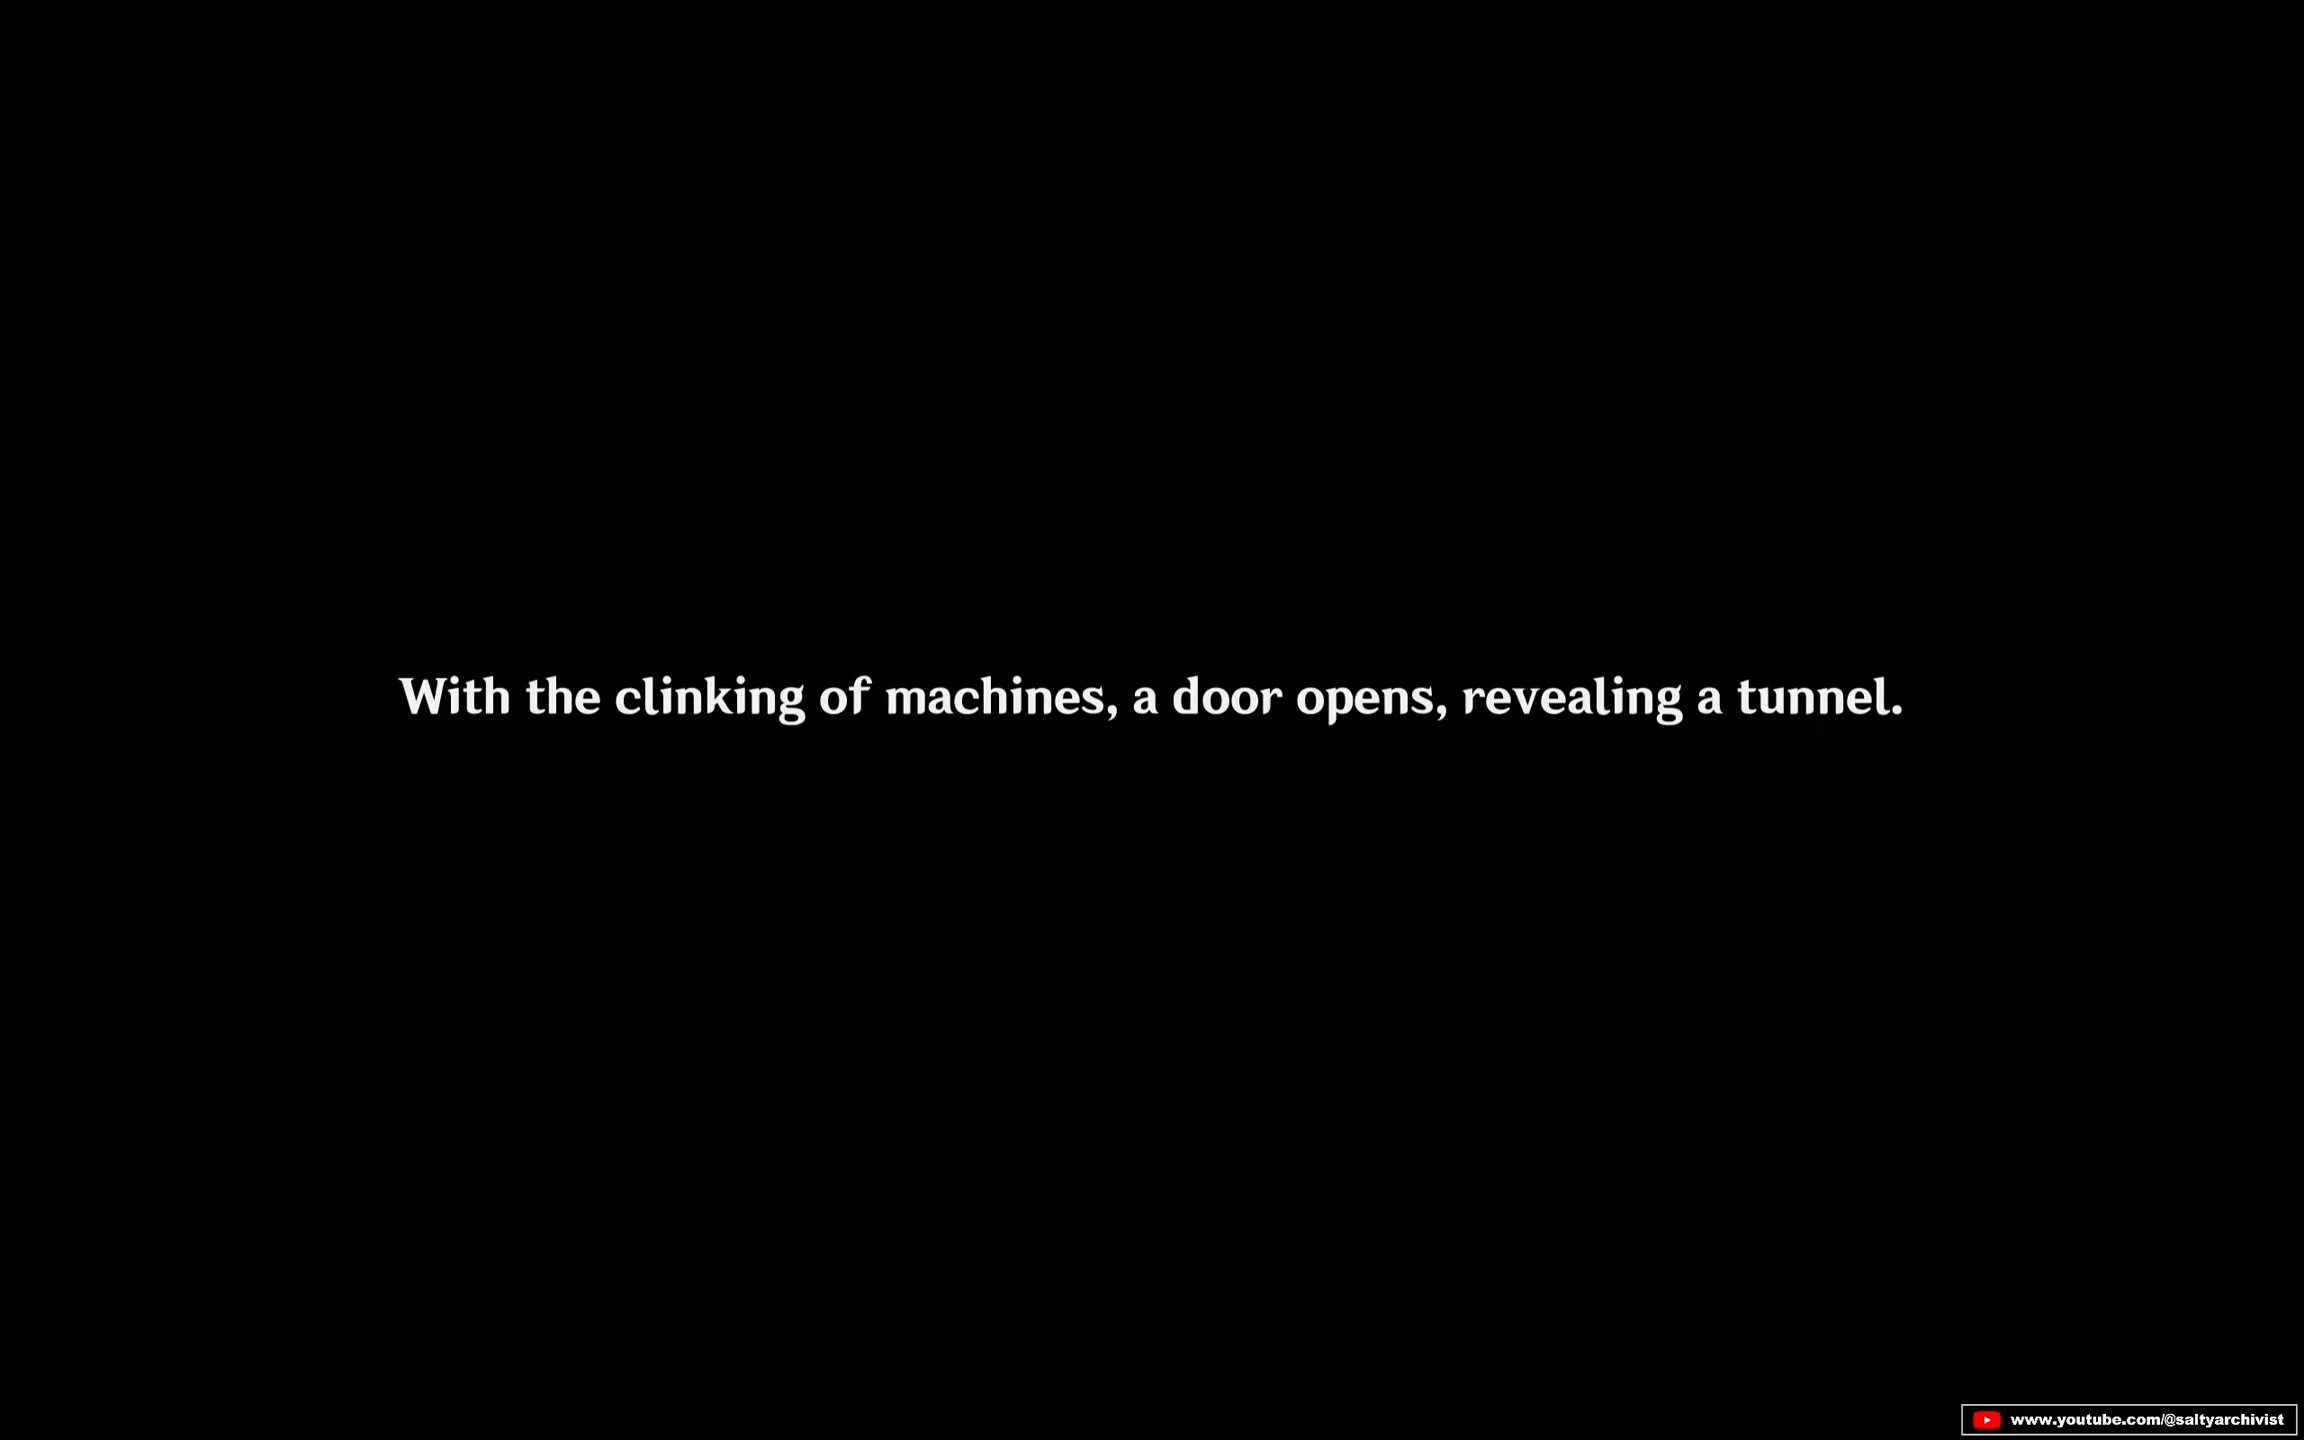 With the clinking of machines, a door opens, revealing a tunnel.
www.youtube.com/@saltyarchivist